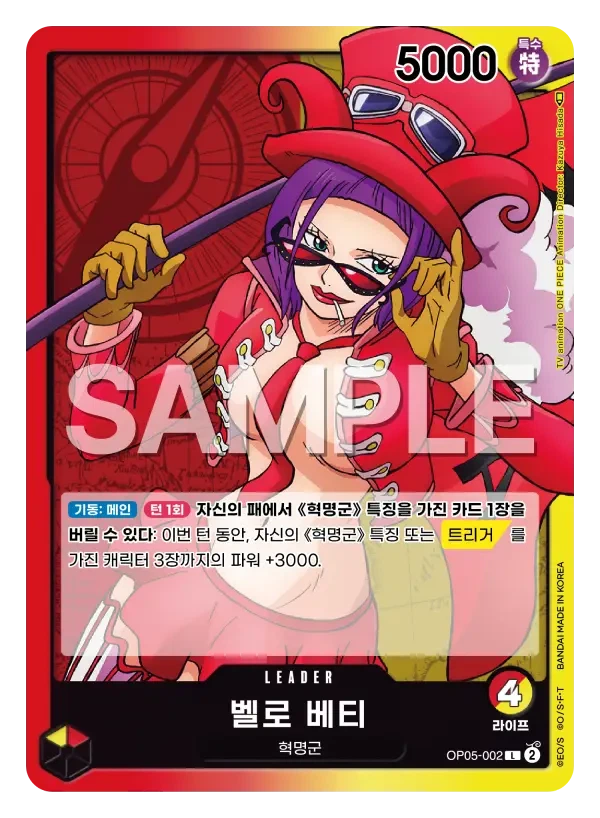 5000
특수
特
TV animation ONE PIECE Animation Director: Kazuya Hisada
SAMPLE
기동: 메인 턴 1회 자신의 패에서 《혁명군》 특징을 가진 카드 1장을
버릴 수 있다: 이번 턴 동안, 자신의 《혁명군》 특징 또는 트리거 를
가진 캐릭터 3장까지의 파워 +3000.
BANDAI MADE IN KOREA
©EO/S ©O/S·F·T
LEADER
벨로 베티
혁명군
4
라이프
OP05-002 L 2